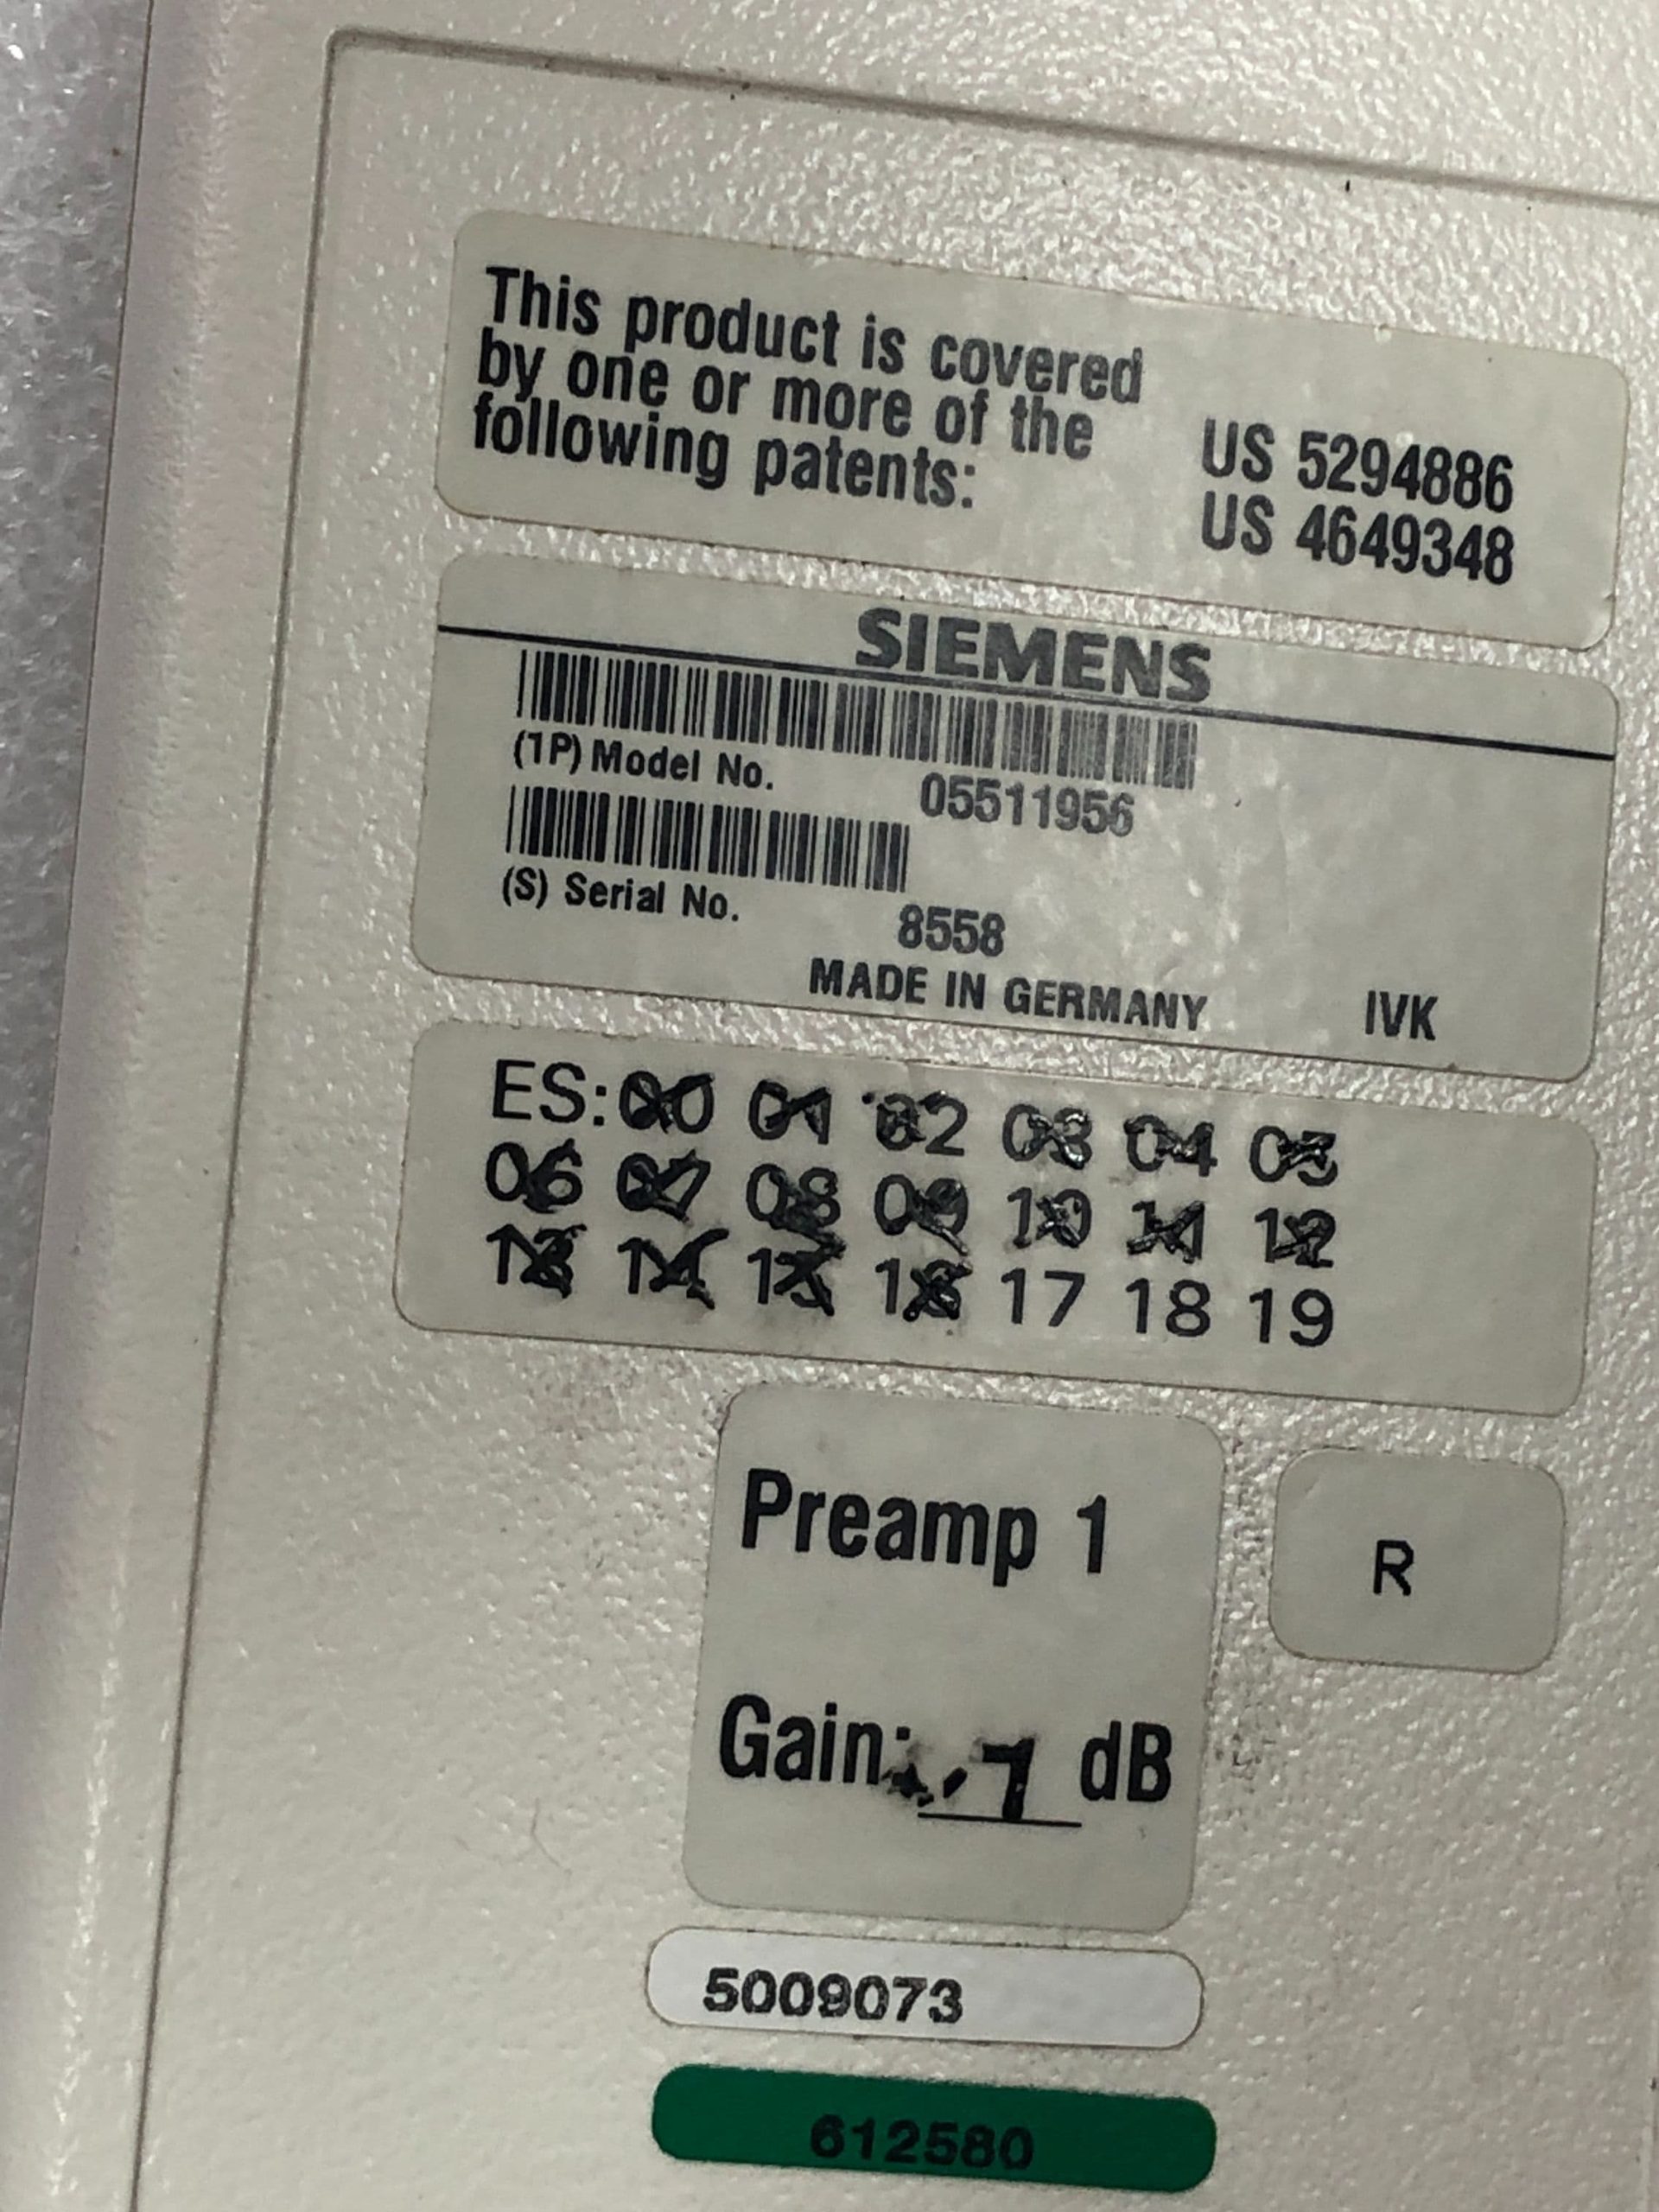 This product is covered
by one or more of the
following patents:
US 5294886
US 4649348
SIEMENS
(1P) Model No. 05511956
(S) Serial No. 8558
MADE IN GERMANY IVK
ES: 00 01 02 03 04 05
06 07 08 09 10 11 12
13 14 15 16 17 18 19
Preamp 1
R
Gain: dB
5009073
612580